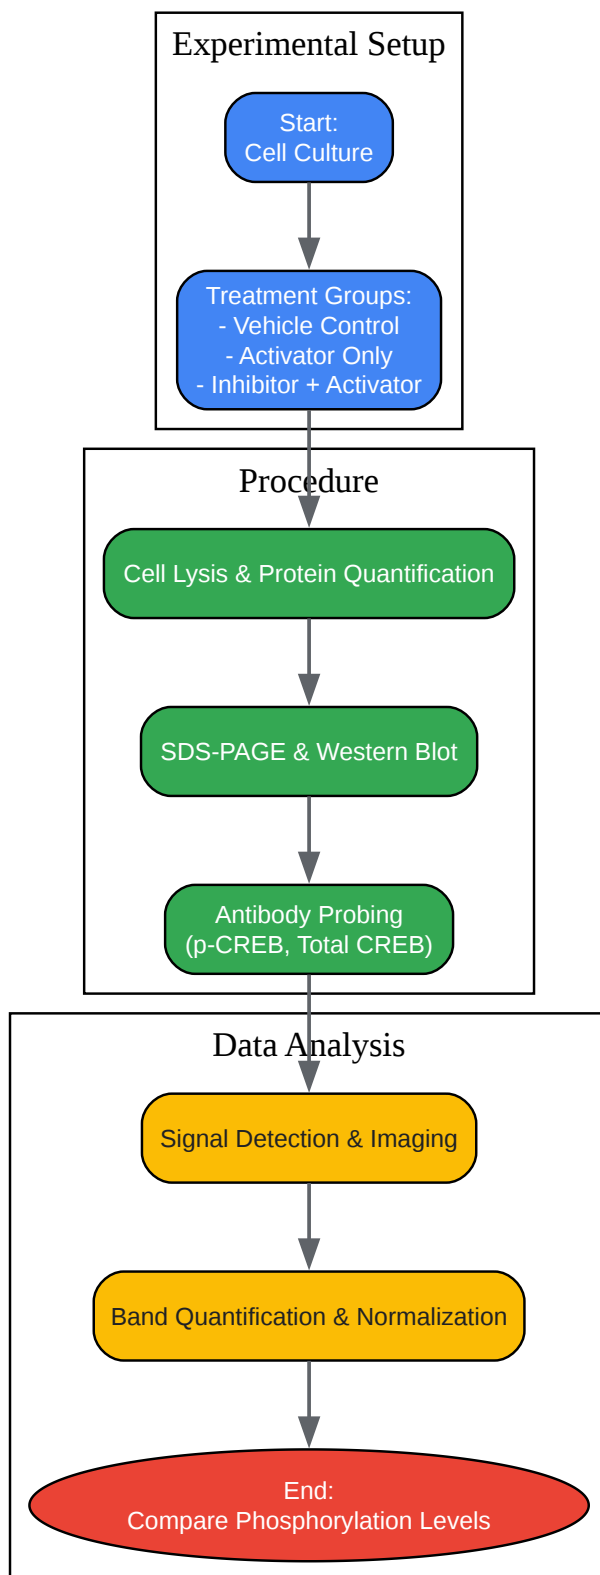 Experimental Setup
Start:
Cell Culture
Treatment Groups:
- Vehicle Control
- Activator Only
- Inhibitor + Activator
Procedure
Cell Lysis & Protein Quantification
SDS-PAGE & Western Blot
Antibody Probing
(p-CREB, Total CREB)
Data Analysis
Signal Detection & Imaging
Band Quantification & Normalization
End:
Compare Phosphorylation Levels